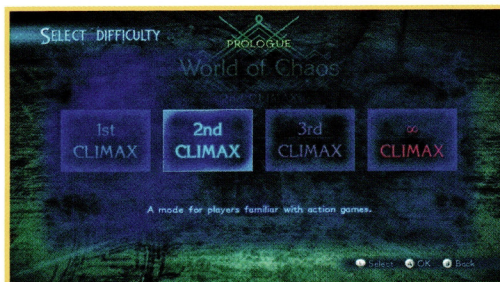 SELECT DIFFICULTY
PROLOGUE
World of Chaos
1st
CLIMAX
2nd
CLIMAX
3rd
CLIMAX
∞
CLIMAX
A mode for players familiar with action games.
Select
OK
Back